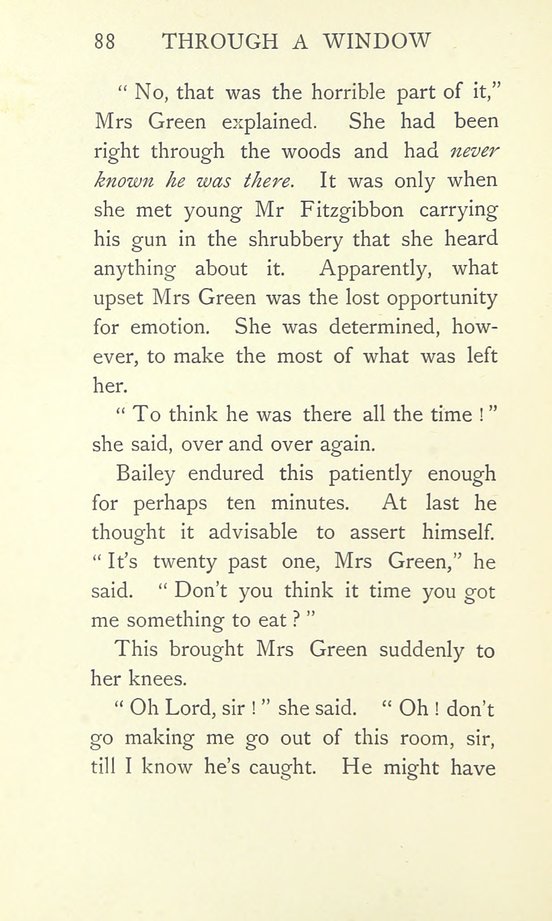 88 THROUGH A WINDOW
“ No, that was the horrible part of it,”
Mrs Green explained. She had been
right through the woods and had never
known he was there. It was only when
she met young Mr Fitzgibbon carrying
his gun in the shrubbery that she heard
anything about it. Apparently, what
upset Mrs Green was the lost opportunity
for emotion. She was determined, how-
ever, to make the most of what was left
her.
“ To think he was there all the time ! ”
she said, over and over again.
Bailey endured this patiently enough
for perhaps ten minutes. At last he
thought it advisable to assert himself.
“ It’s twenty past one, Mrs Green,” he
said. “ Don’t you think it time you got
me something to eat ? ”
This brought Mrs Green suddenly to
her knees.
“ Oh Lord, sir ! ” she said. “ Oh ! don’t
go making me go out of this room, sir,
till I know he’s caught. He might have